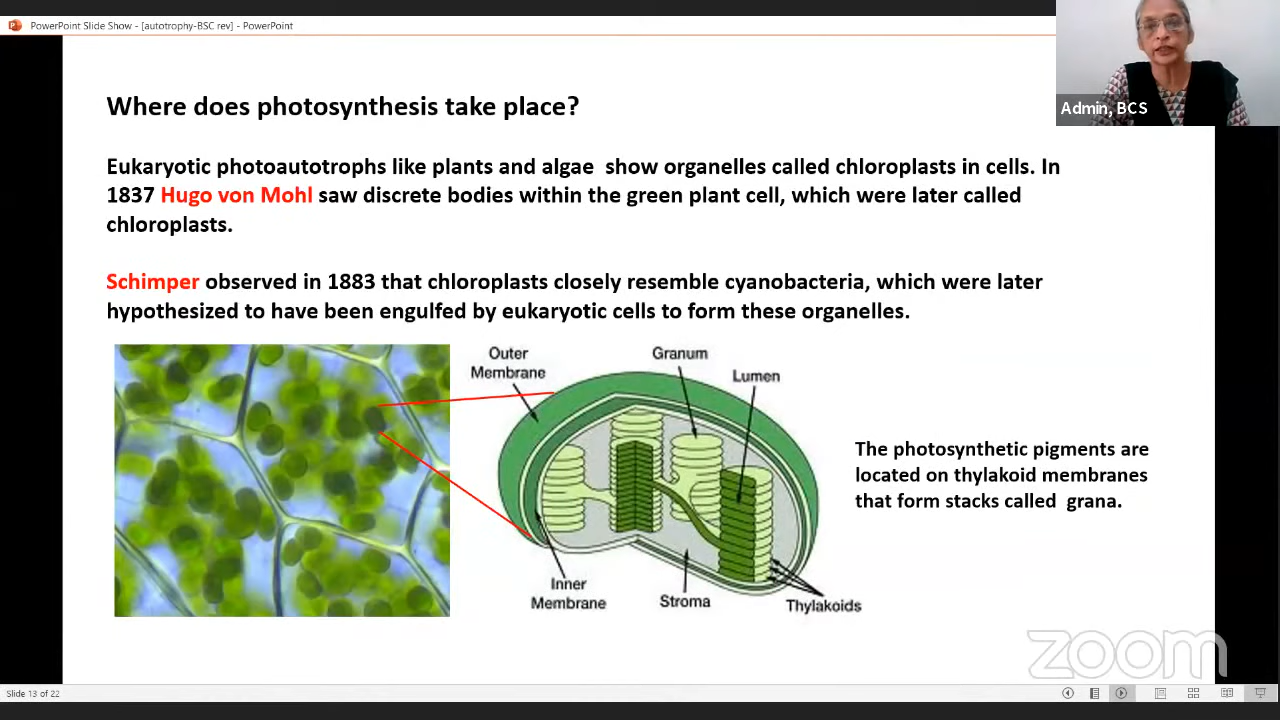 PowerPoint Slide Show - [autotrophy-BSC rev] - PowerPoint
Admin, BCS
Where does photosynthesis take place?
Eukaryotic photoautotrophs like plants and algae  show organelles called chloroplasts in cells. In
1837 Hugo von Mohl saw discrete bodies within the green plant cell, which were later called
chloroplasts.
Schimper observed in 1883 that chloroplasts closely resemble cyanobacteria, which were later
hypothesized to have been engulfed by eukaryotic cells to form these organelles.
Outer
Membrane
Granum
Lumen
Inner
Membrane
Stroma
Thylakoids
The photosynthetic pigments are
located on thylakoid membranes
that form stacks called  grana.
zoom
Slide 13 of 22